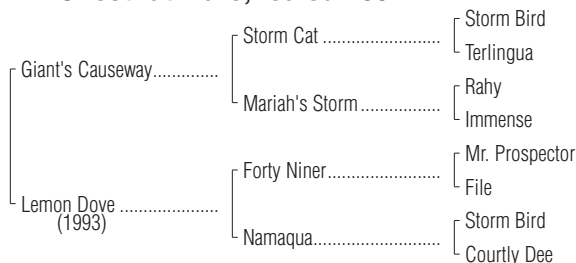 Storm Bird
Storm Cat ........................
Terlingua
Giant's Causeway.............
Rahy
Mariah's Storm ................
Immense
Mr. Prospector
Forty Niner.......................
File
Lemon Dove ...................
(1993)
Storm Bird
Namaqua.........................
Courtly Dee